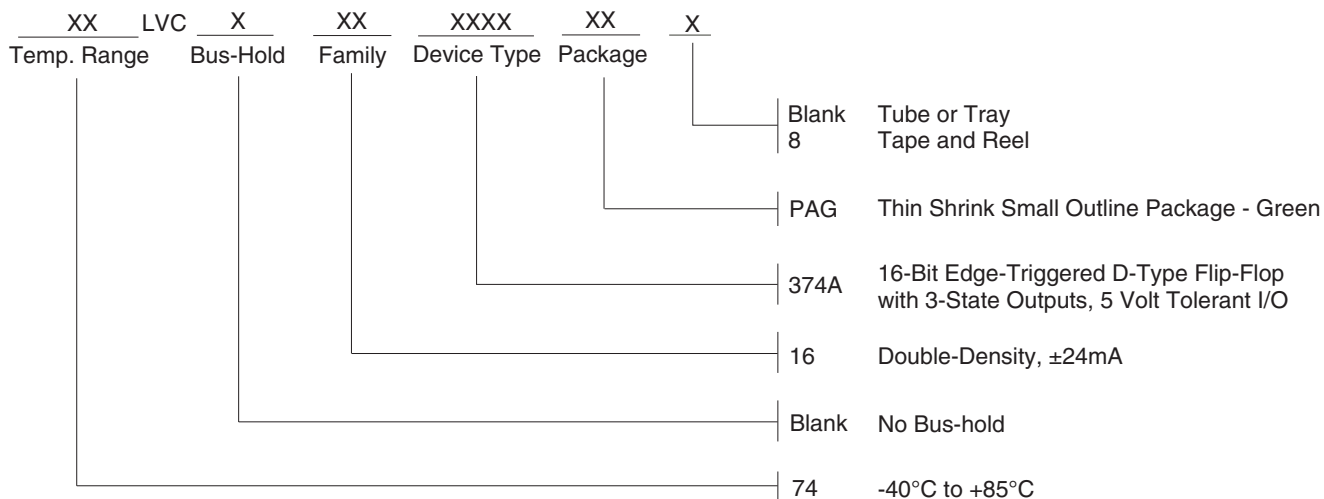 XX LVC X XX XXXX XX X
Temp. Range Bus-Hold Family Device Type Package
Blank Tube or Tray
8 Tape and Reel
PAG Thin Shrink Small Outline Package - Green
374A 16-Bit Edge-Triggered D-Type Flip-Flop
with 3-State Outputs, 5 Volt Tolerant I/O
16 Double-Density, ±24mA
Blank No Bus-hold
74 -40°C to +85°C